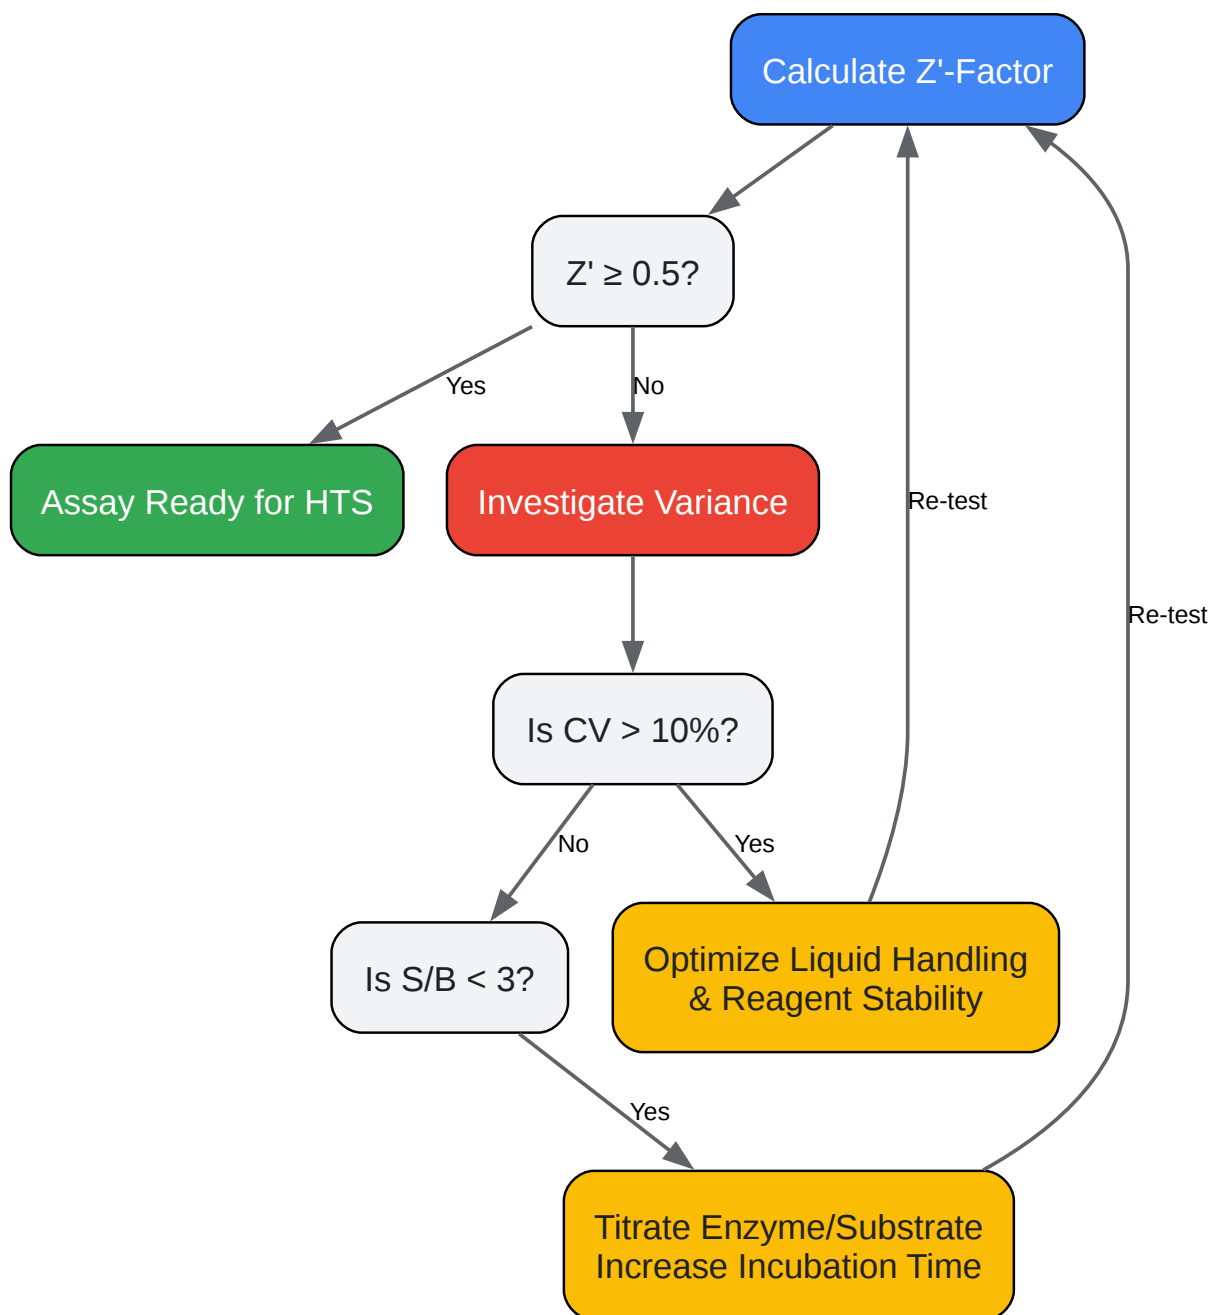 Calculate Z'-Factor
Z' ≥ 0.5?
Yes
No
Assay Ready for HTS
Investigate Variance
Re-test
Re-test
Is CV > 10%?
No
Yes
Optimize Liquid Handling
& Reagent Stability
Is S/B < 3?
Yes
Titrate Enzyme/Substrate
Increase Incubation Time